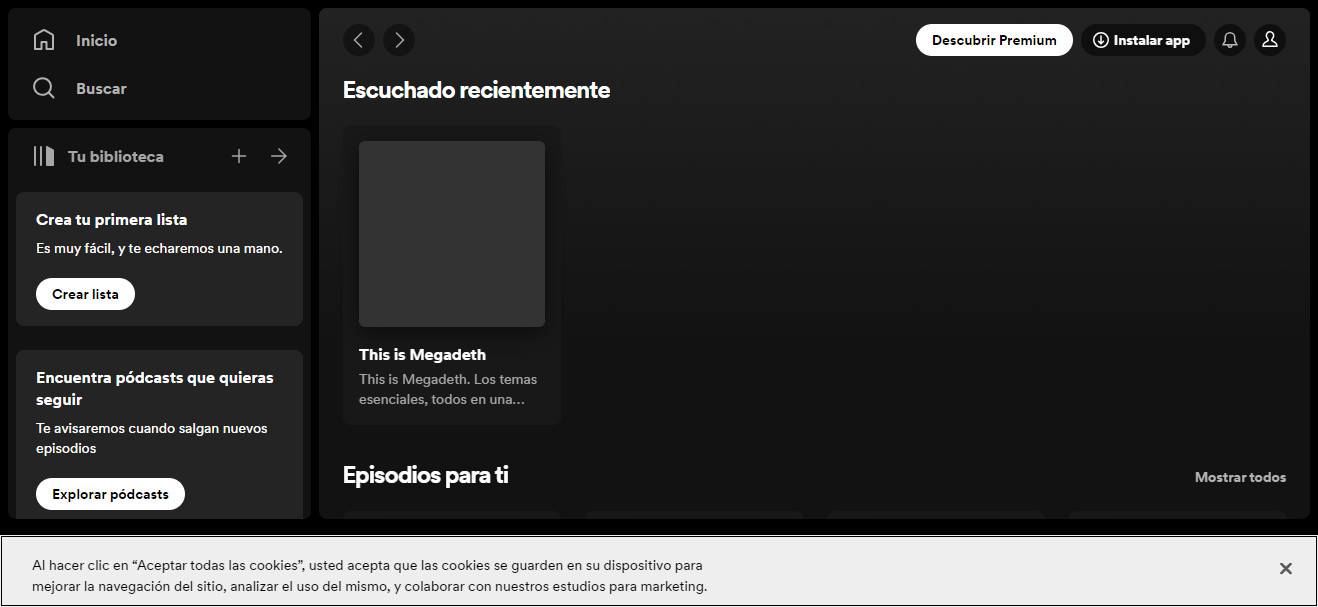 Inicio
Buscar
Tu biblioteca
Crea tu primera lista
Es muy fácil, y te echaremos una mano.
Crear lista
Encuentra pódcasts que quieras
seguir
Te avisaremos cuando salgan nuevos
episodios
Explorar pódcasts
Descubrir Premium
Instalar app
Escuchado recientemente
This is Megadeth
This is Megadeth. Los temas
esenciales, todos en una...
Episodios para ti
Mostrar todos
Al hacer clic en “Aceptar todas las cookies”, usted acepta que las cookies se guarden en su dispositivo para
mejorar la navegación del sitio, analizar el uso del mismo, y colaborar con nuestros estudios para marketing.